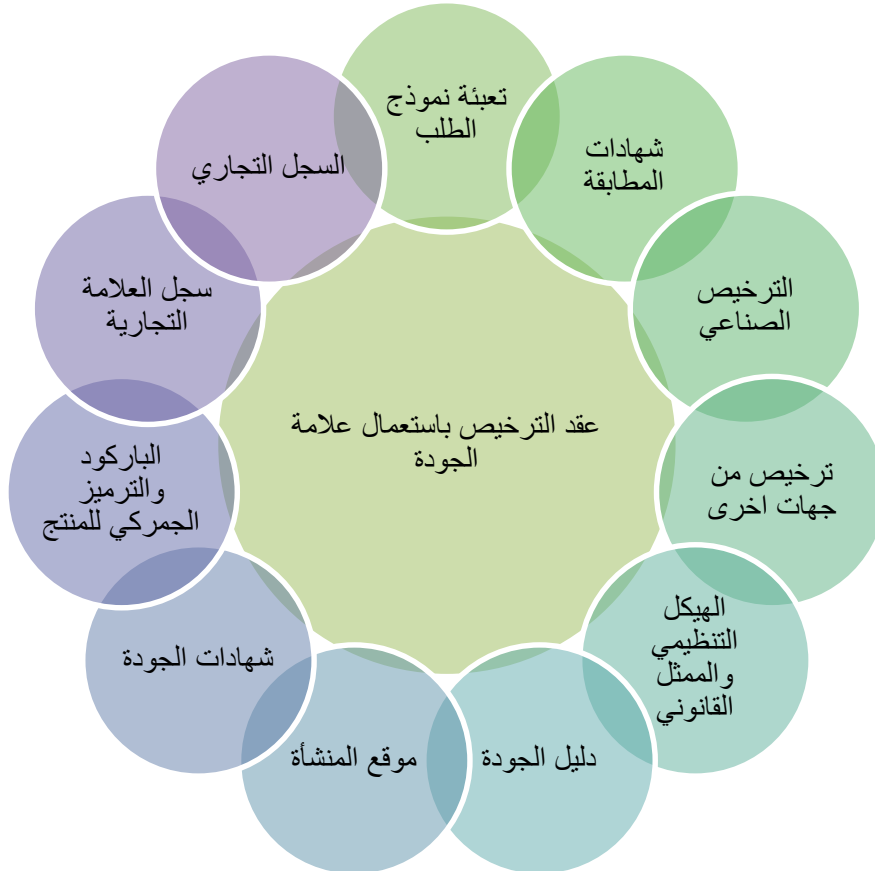 تعبئة نموذج
الطلب
شهادات
المطابقة
الترخيص
الصناعي
ترخيص من
جهات اخرى
الهيكل
التنظيمي
والممثل
القانوني
دليل الجودة
موقع المنشأة
شهادات الجودة
الباركود
والترميز
الجمركي للمنتج
سجل العلامة
التجارية
السجل التجاري
عقد الترخيص باستعمال علامة
الجودة